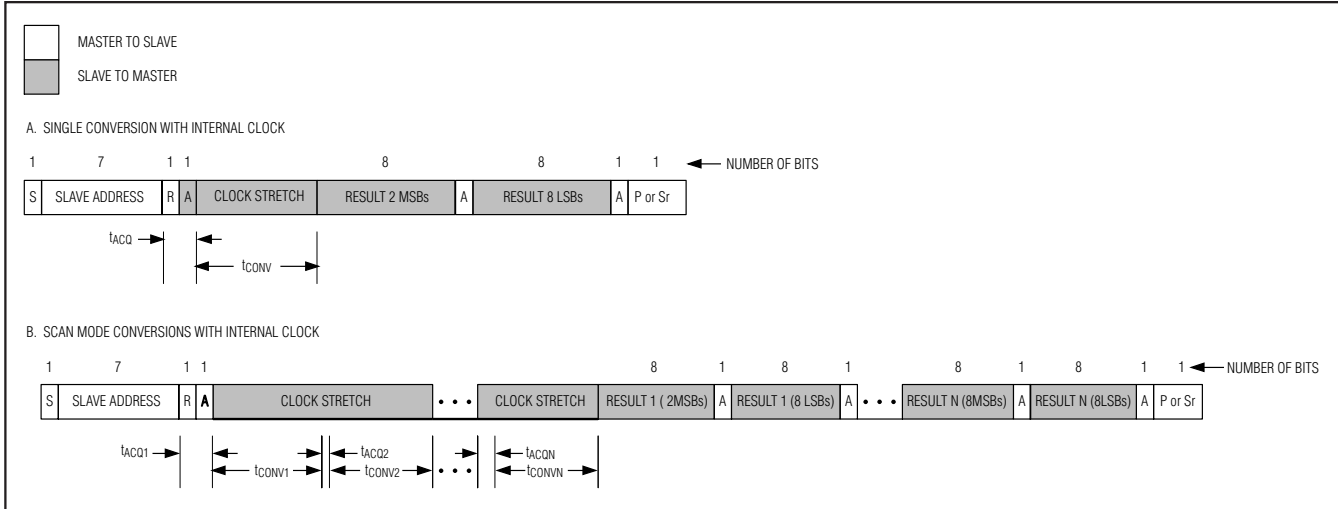 MASTER TO SLAVE
SLAVE TO MASTER
A. SINGLE CONVERSION WITH INTERNAL CLOCK
1 7 1 1 8 8 1 1 NUMBER OF BITS
S SLAVE ADDRESS R A CLOCK STRETCH RESULT 2 MSBs A RESULT 8 LSBs A P or Sr
tACQ
tCONV
B. SCAN MODE CONVERSIONS WITH INTERNAL CLOCK
1 7 1 1 8 1 8 1 8 1 8 1 1 NUMBER OF BITS
S SLAVE ADDRESS R A CLOCK STRETCH • • • CLOCK STRETCH RESULT 1 ( 2MSBs) A RESULT 1 (8 LSBs) A • • • RESULT N (8MSBs) A RESULT N (8LSBs) A P or Sr
tACQ1 tACQ2 tACQN
tCONV1 tCONV2 • • • tCONVN